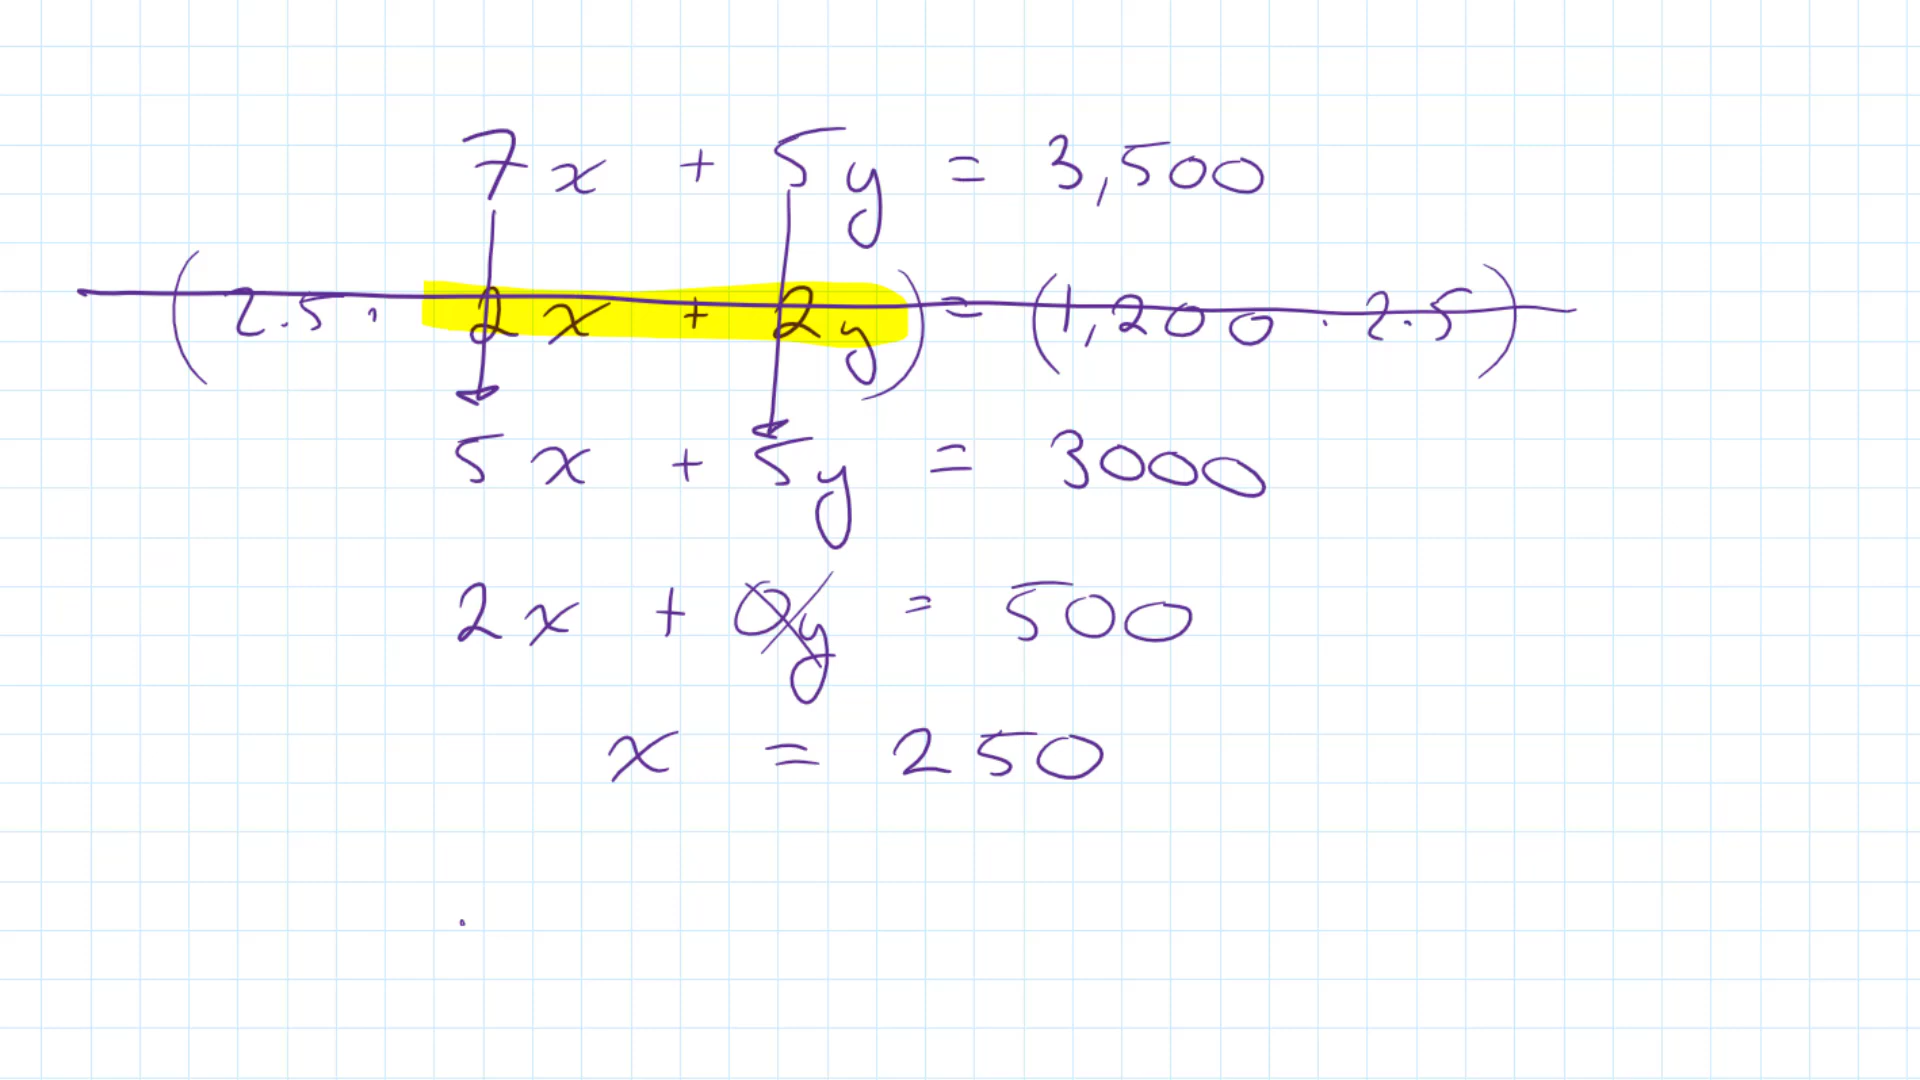 7x + 5y = 3,500
(2.5 · 2x + 2y) = (1,200 · 2.5)
5x + 5y = 3000
2x + 0y = 500
x = 250